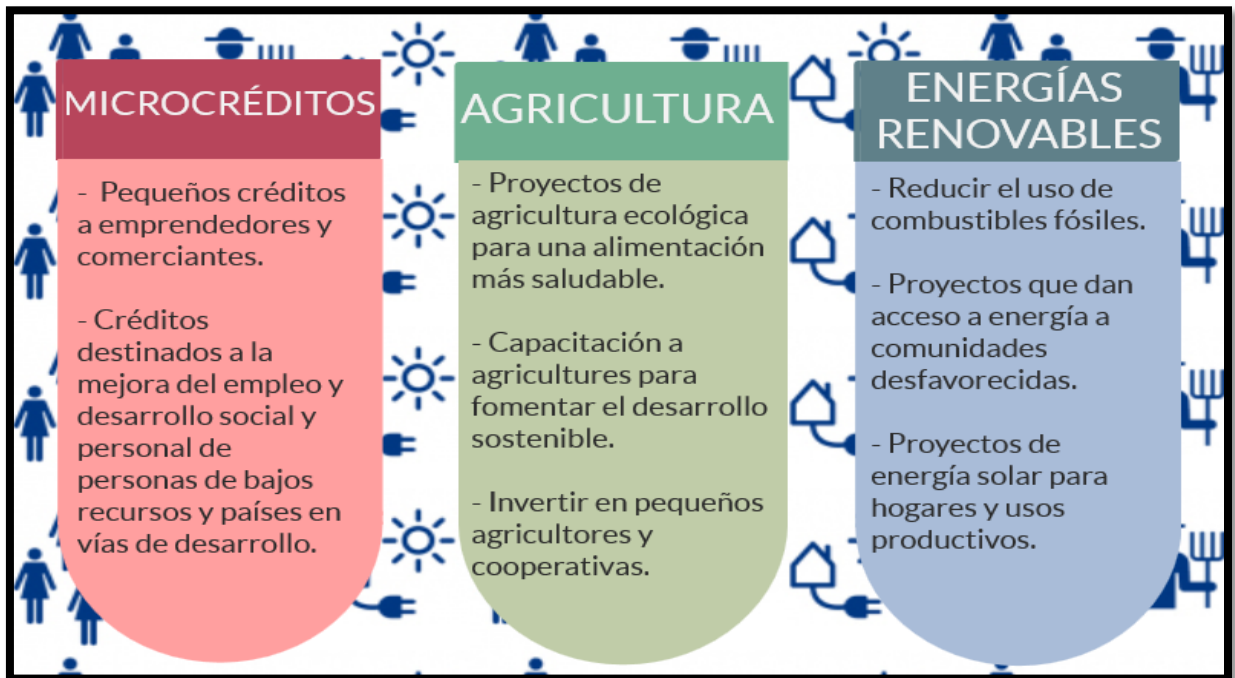 MICROCRÉDITOS
- Pequeños créditos
a emprendedores y
comerciantes.
- Créditos
destinados a la
mejora del empleo y
desarrollo social y
personal de
personas de bajos
recursos y países en
vías de desarrollo.
AGRICULTURA
- Proyectos de
agricultura ecológica
para una alimentación
más saludable.
- Capacitación a
agricultures para
fomentar el desarrollo
sostenible.
- Invertir en pequeños
agricultores y
cooperativas.
ENERGÍAS
RENOVABLES
- Reducir el uso de
combustibles fósiles.
- Proyectos que dan
acceso a energía a
comunidades
desfavorecidas.
- Proyectos de
energía solar para
hogares y usos
productivos.